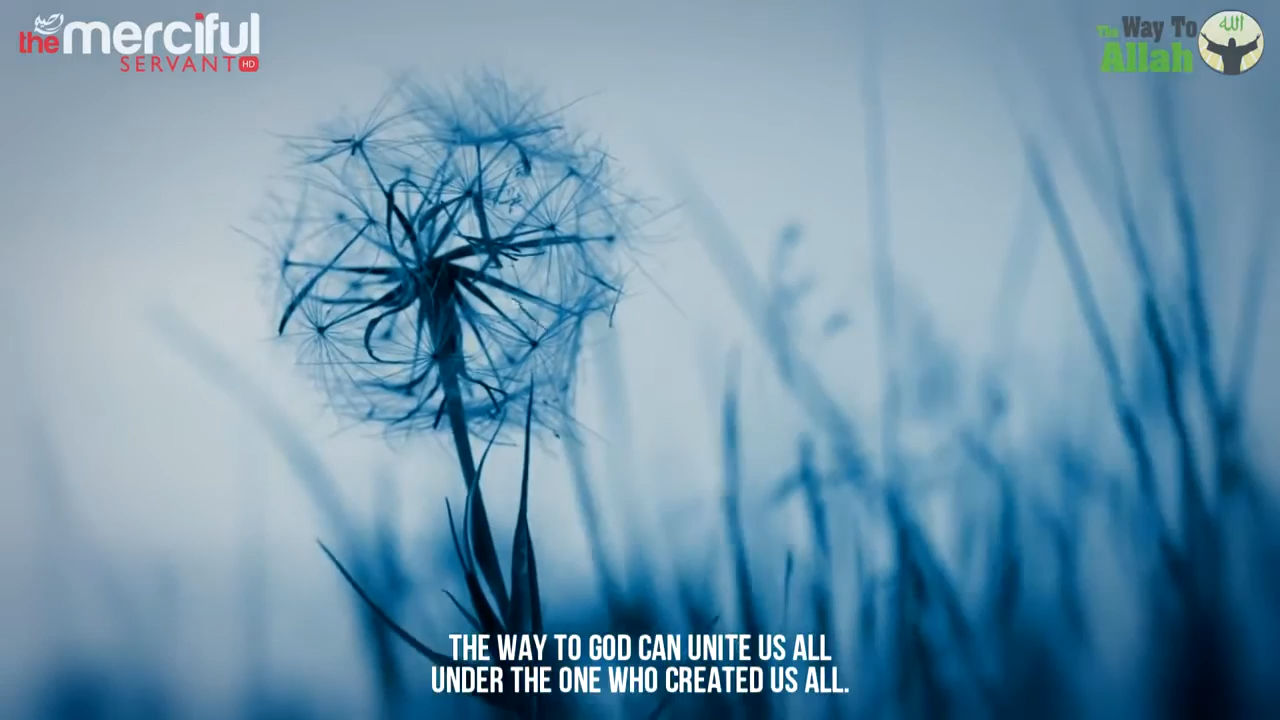 the merciful
SERVANT HD
The Way To
Allah
الله
THE WAY TO GOD CAN UNITE US ALL
UNDER THE ONE WHO CREATED US ALL.